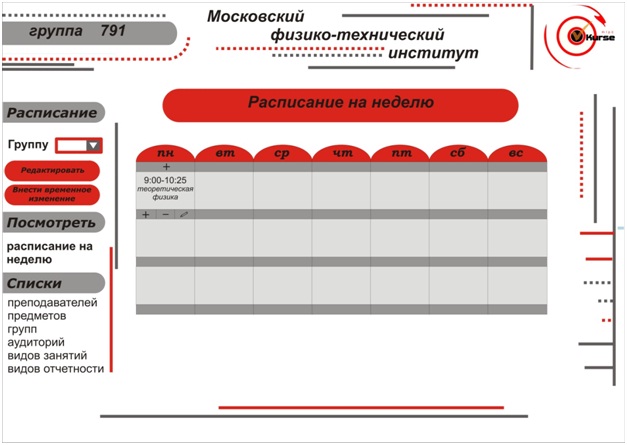 группа 791
Московский
физико-технический
институт
VKurse
Расписание
Группу
Редактировать
Внести временное
изменение
Посмотреть
расписание на
неделю
Списки
преподавателей
предметов
групп
аудиторий
видов занятий
видов отчетности
Расписание на неделю
пн вт ср чт пт сб вс
+
9:00-10:25
теоретическая
физика
+ −